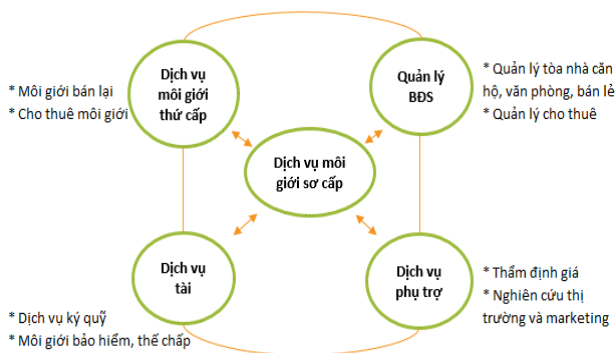 Dịch vụ
môi giới
thứ cấp
* Môi giới bán lại
* Cho thuê môi giới
Quản lý
BĐS
* Quản lý tòa nhà căn
hộ, văn phòng, bán lẻ
* Quản lý cho thuê
Dịch vụ môi
giới sơ cấp
Dịch vụ
tài
* Dịch vụ ký quỹ
* Môi giới bảo hiểm, thế chấp
Dịch vụ
phụ trợ
* Thẩm định giá
* Nghiên cứu thị
trường và marketing